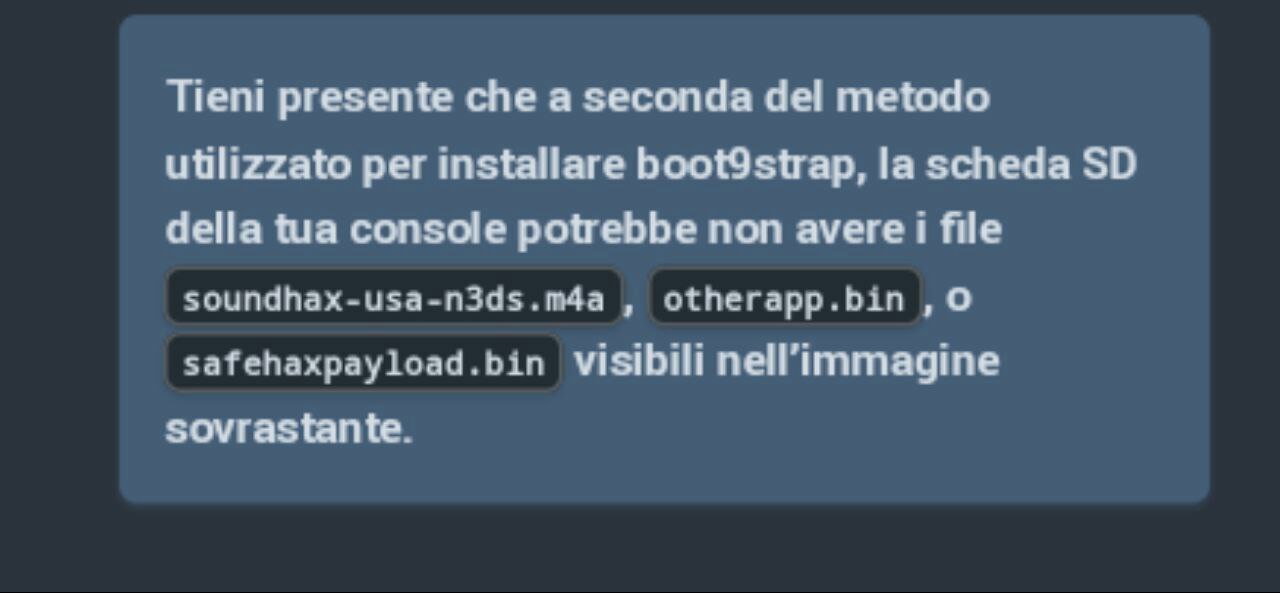 Tieni presente che a seconda del metodo
utilizzato per installare boot9strap, la scheda SD
della tua console potrebbe non avere i file
soundhax-usa-n3ds.m4a, otherapp.bin, o
safehaxpayload.bin visibili nell’immagine
sovrastante.